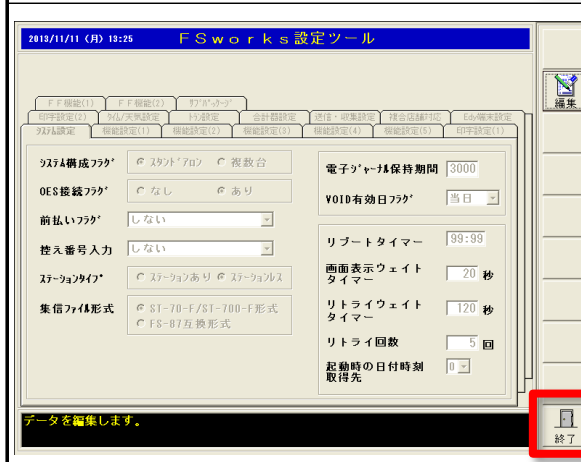 2013/11/11 (月) 13:25 ＦＳｗｏｒｋｓ設定ツール
編集
ＦＦ機能(1) ＦＦ機能(2) ｻﾌﾞﾊﾟｯｹｰｼﾞ
印字設定(2) ﾀｲﾑ/天気設定 ﾄﾗﾝ設定 会計器設定 送信・収集設定 複合店舗対応 Edy端末設定
ｼｽﾃﾑ設定 機能設定(1) 機能設定(2) 機能設定(3) 機能設定(4) 機能設定(5) 印字設定(1)
ｼｽﾃﾑ構成ﾌﾗｸﾞ ｽﾀﾝﾄﾞｱﾛﾝ 複数台
OES接続ﾌﾗｸﾞ なし あり
前払いﾌﾗｸﾞ しない
控え番号入力 しない
ｽﾃｰｼｮﾝﾀｲﾌﾟ ｽﾃｰｼｮﾝあり ｽﾃｰｼｮﾝﾚｽ
集信ﾌｧｲﾙ形式 ST-70-F/ST-700-F形式
FS-87互換形式
電子ｼﾞｬｰﾅﾙ保持期間 3000
VOID有効日ﾌﾗｸﾞ 当日
リブートタイマー 99:99
画面表示ウェイト
タイマー 20 秒
リトライウェイト
タイマー 120 秒
リトライ回数 5 回
起動時の日付時刻
取得先 0
データを編集します。
終了